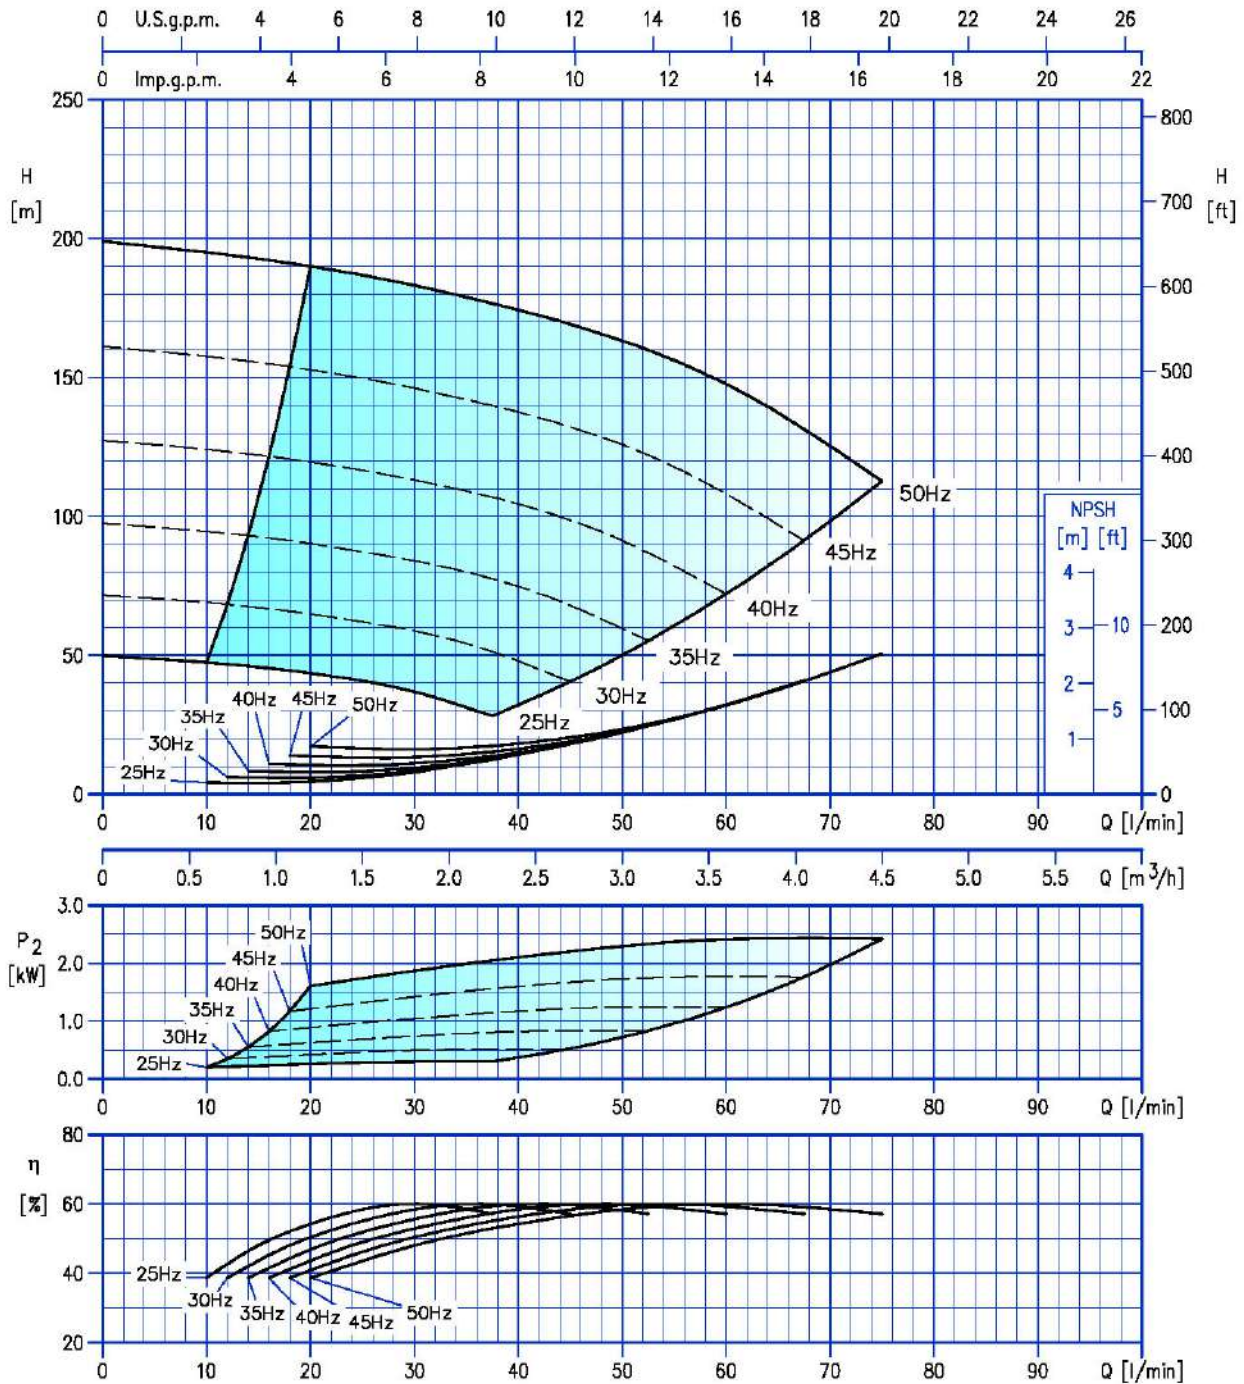 0 U.S.g.p.m. 4 6 8 10 12 14 16 18 20 22 24 26
0 Imp.g.p.m. 4 6 8 10 12 14 16 18 20 22
250 800
H H
[m] 700 [ft]
200
600
150 500
400
50Hz
100 NPSH
45Hz [m] [ft] 300
4
40Hz
35Hz 3 10 200
50
40Hz 45Hz 50Hz 30Hz 2
35Hz 25Hz 5 100
30Hz 1
25Hz
0 0
0 10 20 30 40 50 60 70 80 90 Q [l/min]
0 0.5 1.0 1.5 2.0 2.5 3.0 3.5 4.0 4.5 5.0 5.5 Q [m³/h]
3.0
P2 50Hz
[kW] 2.0 45Hz
40Hz
1.0 35Hz
30Hz
0.0 25Hz
0 10 20 30 40 50 60 70 80 90 Q [l/min]
80
η
[%] 60
40 25Hz
30Hz 35Hz 40Hz 45Hz 50Hz
20
0 10 20 30 40 50 60 70 80 90 Q [l/min]